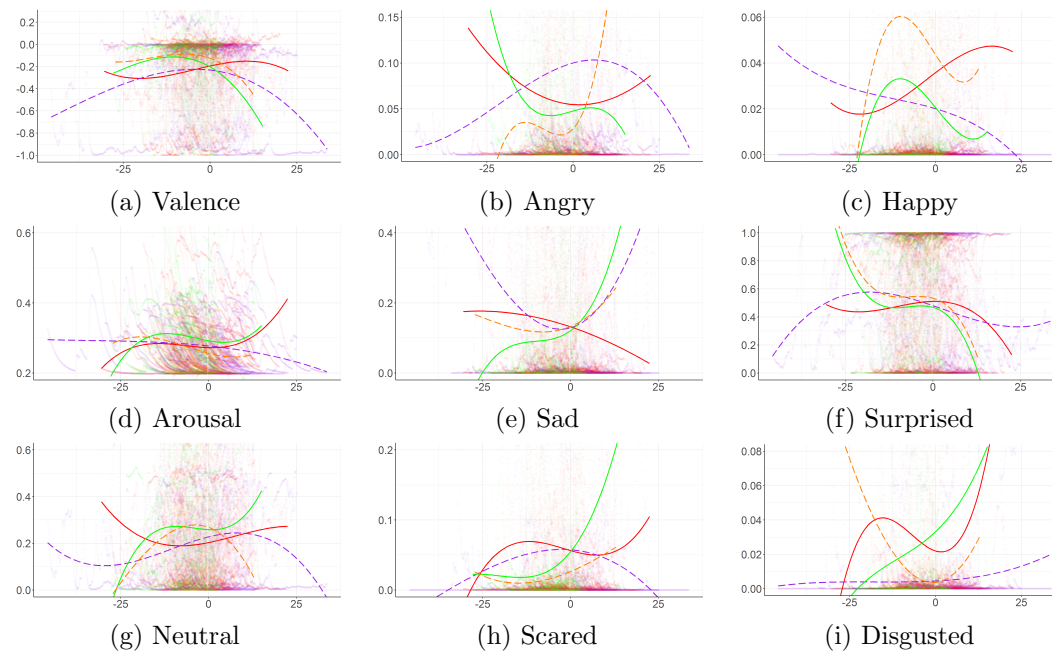 0.2
0.0
-0.2
-0.4
-0.6
-0.8
-1.0
-25 0 25
(a) Valence
0.15
0.10
0.05
0.00
-25 0 25
(b) Angry
0.06
0.04
0.02
0.00
-25 0 25
(c) Happy
0.6
0.4
0.2
-25 0 25
(d) Arousal
0.4
0.2
0.0
-25 0 25
(e) Sad
1.0
0.8
0.6
0.4
0.2
0.0
-25 0 25
(f) Surprised
0.6
0.4
0.2
0.0
-25 0 25
(g) Neutral
0.2
0.1
0.0
-25 0 25
(h) Scared
0.08
0.06
0.04
0.02
0.00
-25 0 25
(i) Disgusted